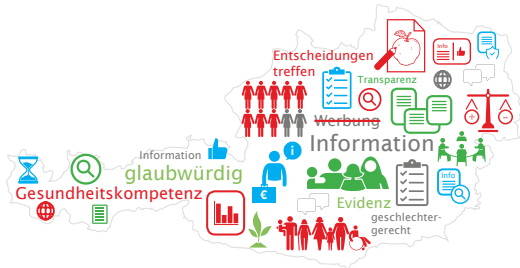 Entscheidungen
treffen
Info
Transparenz
Werbung
Information
Information
glaubwürdig
i
Gesundheitskompetenz
€
Info
Evidenz
geschlechter-
gerecht